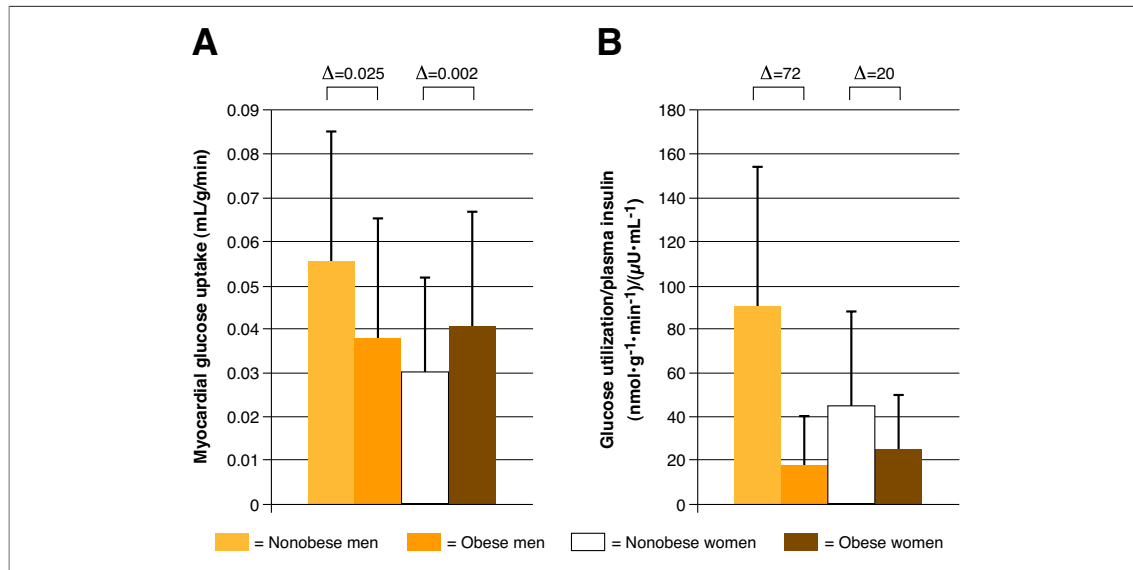 A
B
Δ=0.025
Δ=0.002
Δ=72
Δ=20
Myocardial glucose uptake (mL/g/min)
0.09
0.08
0.07
0.06
0.05
0.04
0.03
0.02
0.01
0
Glucose utilization/plasma insulin
(nmol•g⁻¹•min⁻¹)/(µU•mL⁻¹)
180
160
140
120
100
80
60
40
20
0
= Nonobese men
= Obese men
= Nonobese women
= Obese women